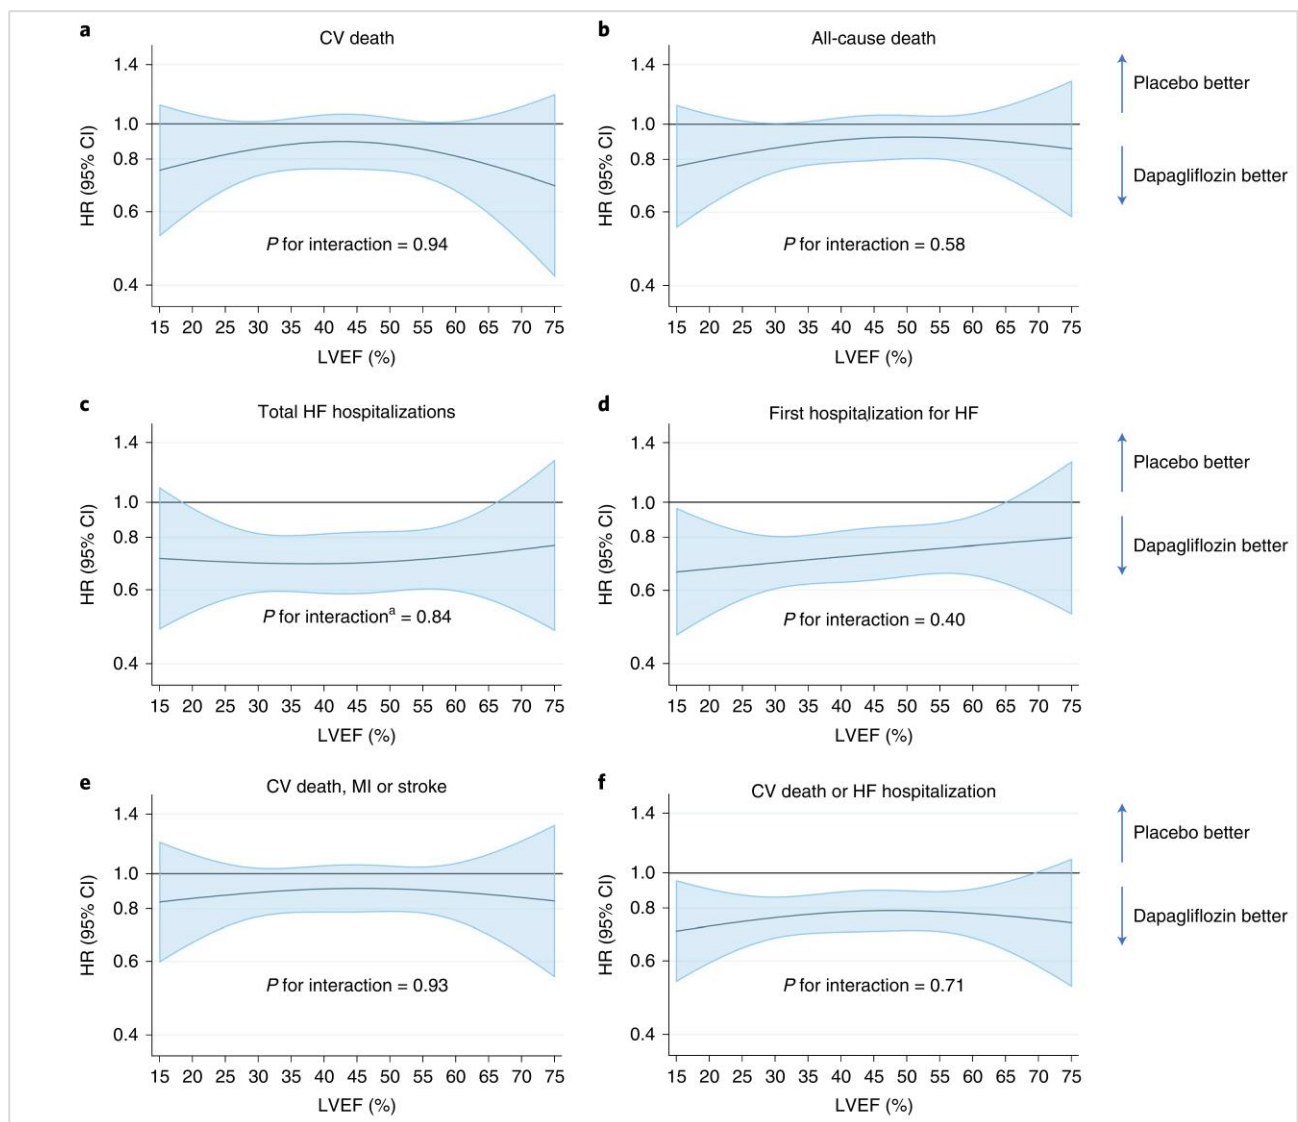 a
CV death
1.4
1.0
0.8
0.6
0.4
HR (95% CI)
P for interaction = 0.94
15 20 25 30 35 40 45 50 55 60 65 70 75
LVEF (%)
b
All-cause death
1.4
1.0
0.8
0.6
0.4
HR (95% CI)
P for interaction = 0.58
15 20 25 30 35 40 45 50 55 60 65 70 75
LVEF (%)
Placebo better
Dapagliflozin better
c
Total HF hospitalizations
1.4
1.0
0.8
0.6
0.4
HR (95% CI)
P for interactionᵃ = 0.84
15 20 25 30 35 40 45 50 55 60 65 70 75
LVEF (%)
d
First hospitalization for HF
1.4
1.0
0.8
0.6
0.4
HR (95% CI)
P for interaction = 0.40
15 20 25 30 35 40 45 50 55 60 65 70 75
LVEF (%)
Placebo better
Dapagliflozin better
e
CV death, MI or stroke
1.4
1.0
0.8
0.6
0.4
HR (95% CI)
P for interaction = 0.93
15 20 25 30 35 40 45 50 55 60 65 70 75
LVEF (%)
f
CV death or HF hospitalization
1.4
1.0
0.8
0.6
0.4
HR (95% CI)
P for interaction = 0.71
15 20 25 30 35 40 45 50 55 60 65 70 75
LVEF (%)
Placebo better
Dapagliflozin better